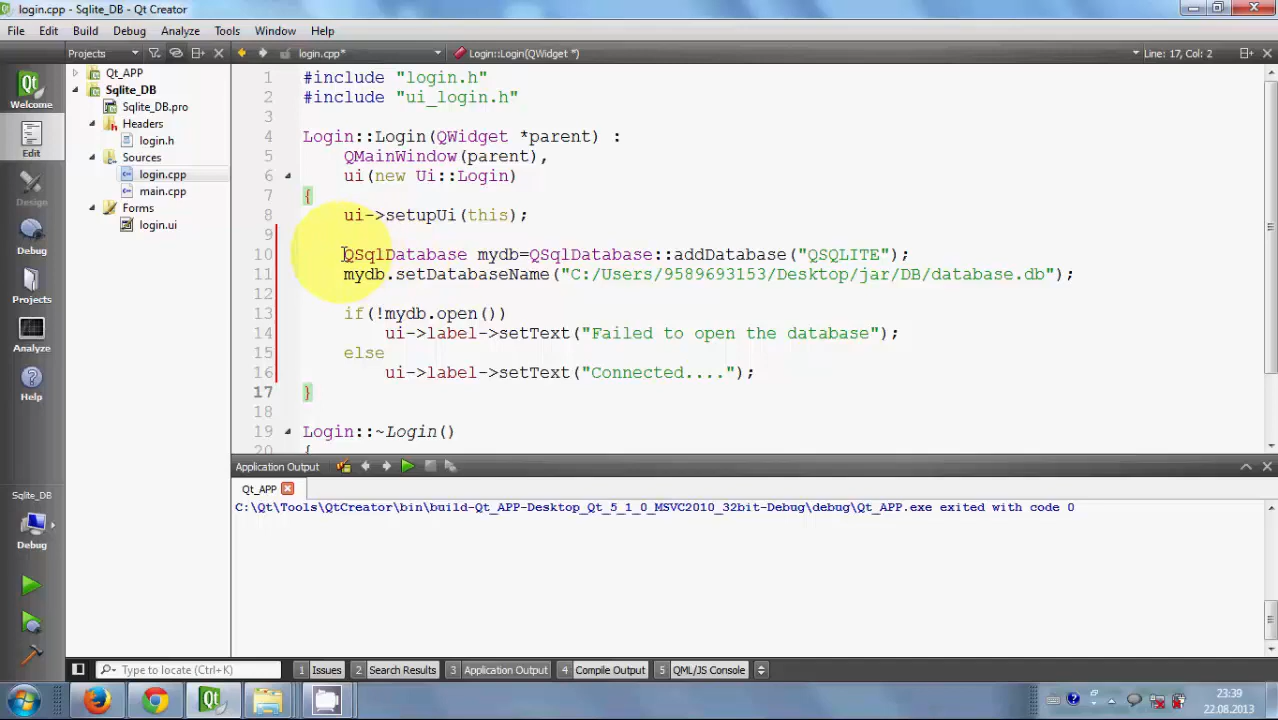 login.cpp - Sqlite_DB - Qt Creator
File Edit Build Debug Analyze Tools Window Help
Projects login.cpp* Login::Login(QWidget *) Line: 17, Col: 2
Welcome
Edit
Design
Debug
Projects
Analyze
Help
Sqlite_DB
Debug
Qt_APP
Sqlite_DB
Sqlite_DB.pro
Headers
login.h
Sources
login.cpp
main.cpp
Forms
login.ui
1 #include "login.h"
2 #include "ui_login.h"
3
4 Login::Login(QWidget *parent) :
5 QMainWindow(parent),
6 ui(new Ui::Login)
7 {
8 ui->setupUi(this);
9
10 QSqlDatabase mydb=QSqlDatabase::addDatabase("QSQLITE");
11 mydb.setDatabaseName("C:/Users/9589693153/Desktop/jar/DB/database.db");
12
13 if(!mydb.open())
14 ui->label->setText("Failed to open the database");
15 else
16 ui->label->setText("Connected....");
17 }
18
19 Login::~Login()
20 {
Application Output
Qt_APP
C:\Qt\Tools\QtCreator\bin\build-Qt_APP-Desktop_Qt_5_1_0_MSVC2010_32bit-Debug\debug\Qt_APP.exe exited with code 0
Type to locate (Ctrl+K) 1 Issues 2 Search Results 3 Application Output 4 Compile Output 5 QML/JS Console
23:39
22.08.2013